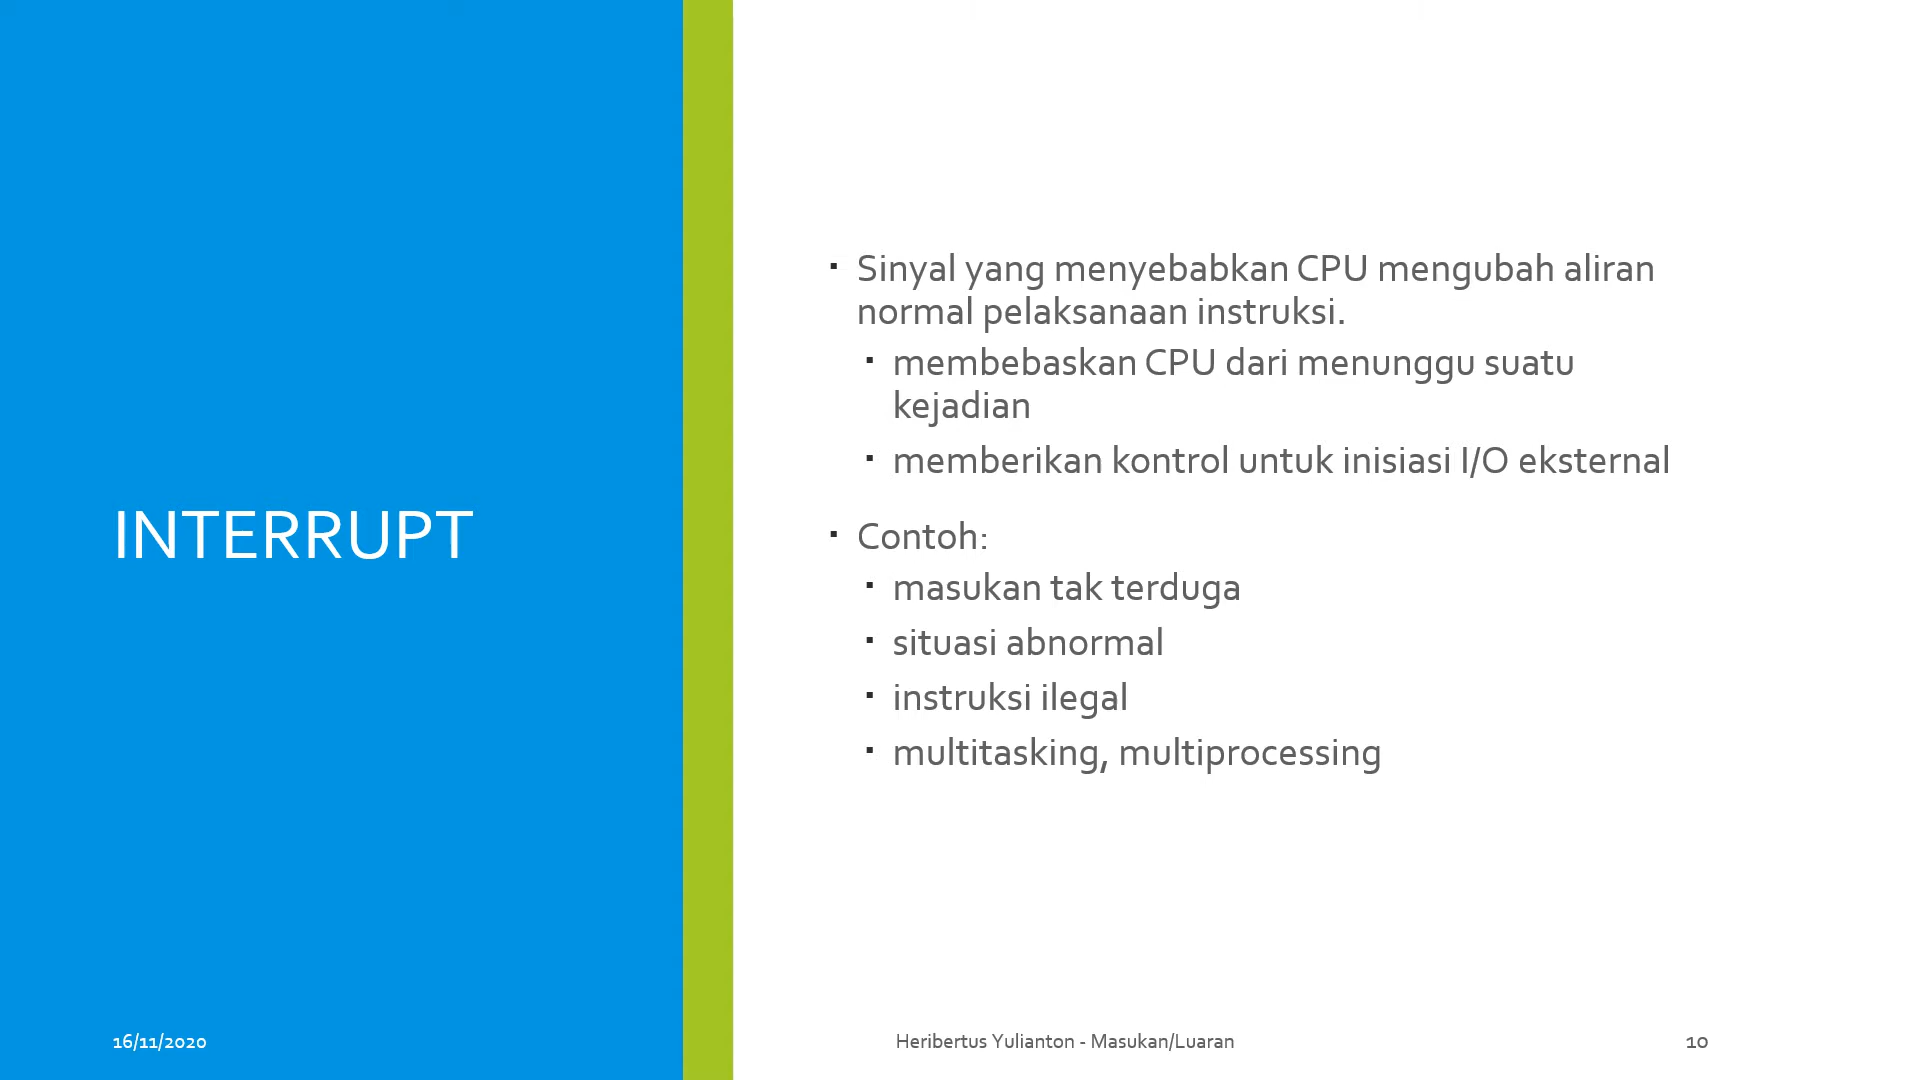 INTERRUPT
▪ Sinyal yang menyebabkan CPU mengubah aliran
normal pelaksanaan instruksi.
▪ membebaskan CPU dari menunggu suatu
kejadian
▪ memberikan kontrol untuk inisiasi I/O eksternal
▪ Contoh:
▪ masukan tak terduga
▪ situasi abnormal
▪ instruksi ilegal
▪ multitasking, multiprocessing
16/11/2020
Heribertus Yulianton - Masukan/Luaran
10